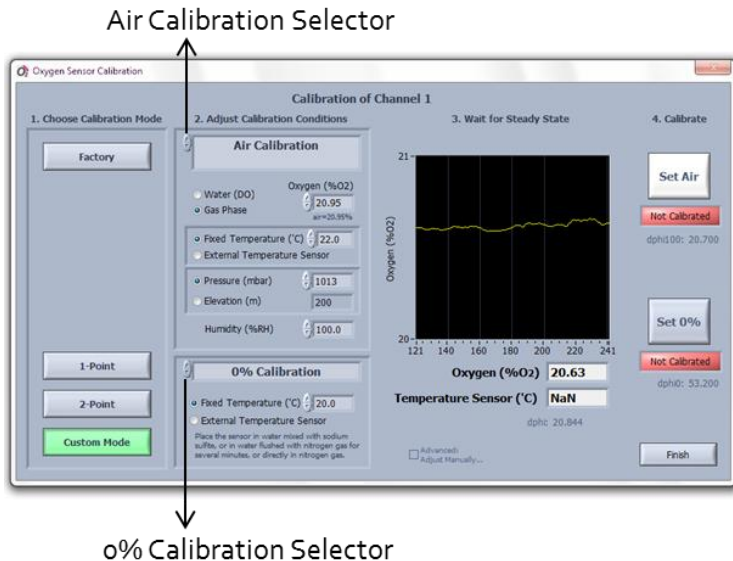 Air Calibration Selector
Oxygen Sensor Calibration
Calibration of Channel 1
1. Choose Calibration Mode
2. Adjust Calibration Conditions
3. Wait for Steady State
4. Calibrate
Factory
1-Point
2-Point
Custom Mode
Air Calibration
Water (DO)
Gas Phase
Oxygen (%O2)
20.95
air=20.95%
Fixed Temperature (°C) 22.0
External Temperature Sensor
Pressure (mbar) 1013
Elevation (m) 200
Humidity (%RH) 100.0
0% Calibration
Fixed Temperature (°C) 20.0
External Temperature Sensor
Place the sensor in water mixed with sodium
sulfite, or in water flushed with nitrogen gas for
several minutes, or directly in nitrogen gas.
21
Oxygen (%O2)
20
121 140 160 180 200 220 241
Oxygen (%O2) 20.63
Temperature Sensor (°C) NaN
dphi: 20.844
Advanced:
Adjust Manually...
Set Air
Not Calibrated
dphi100: 20.700
Set 0%
Not Calibrated
dphi0: 53.200
Finish
0% Calibration Selector